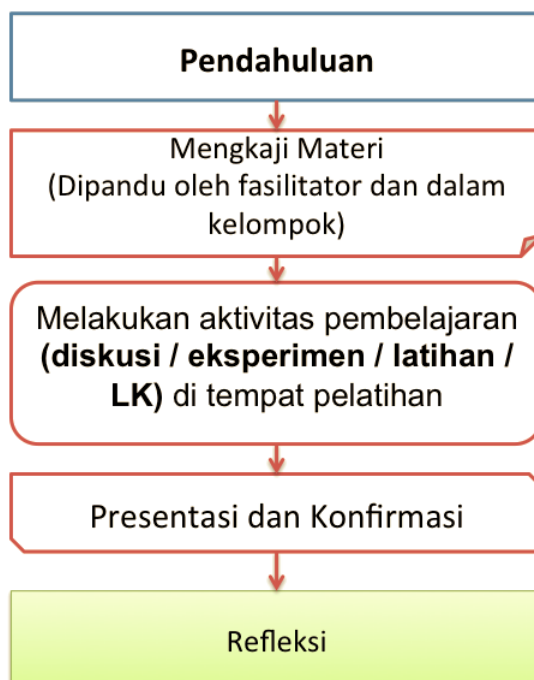 Pendahuluan
Mengkaji Materi
(Dipandu oleh fasilitator dan dalam
kelompok)
Melakukan aktivitas pembelajaran
(diskusi / eksperimen / latihan /
LK) di tempat pelatihan
Presentasi dan Konfirmasi
Refleksi